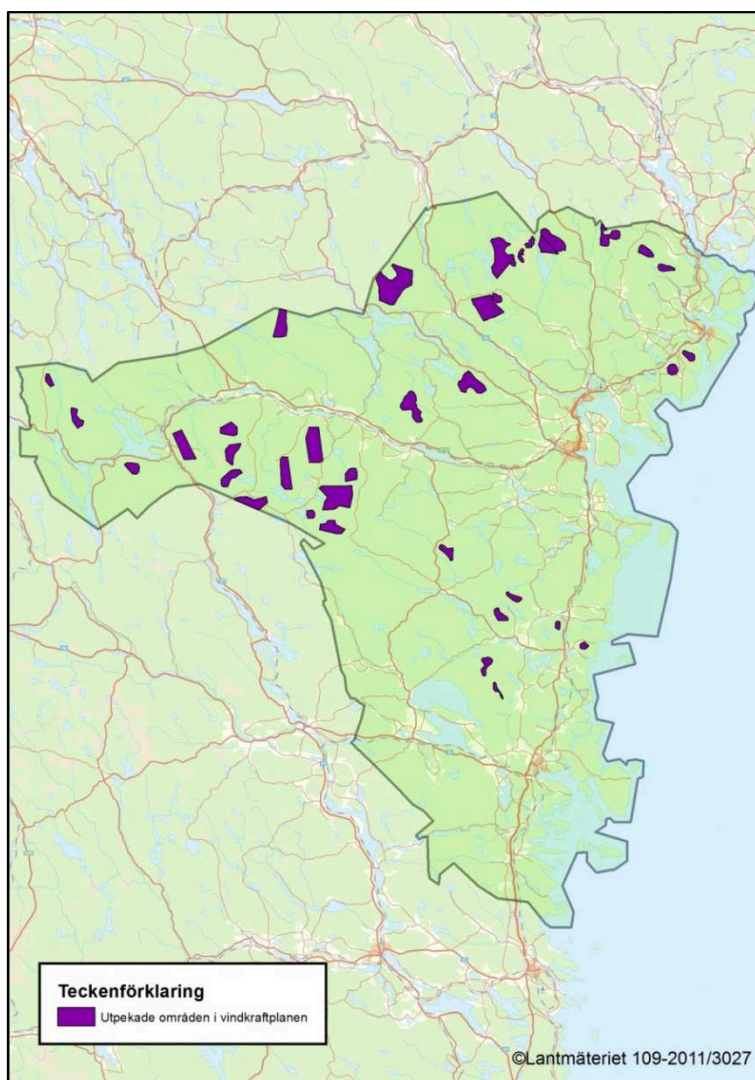 Teckenförklaring
Utpekade områden i vindkraftplanen
©Lantmäteriet 109-2011/3027